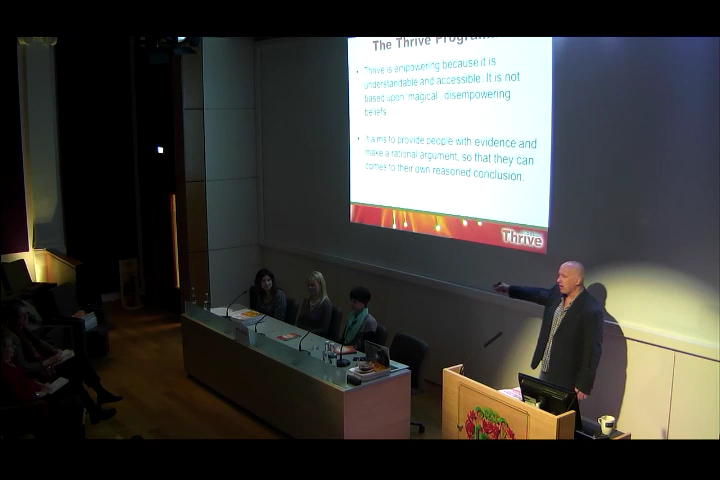 The Thrive Program
• Thrive is empowering because it is
understandable and accessible. It is not
based upon 'magical', disempowering
beliefs.
• It aims to provide people with evidence and
make a rational argument, so that they can
come to their own reasoned conclusion.
Thrive